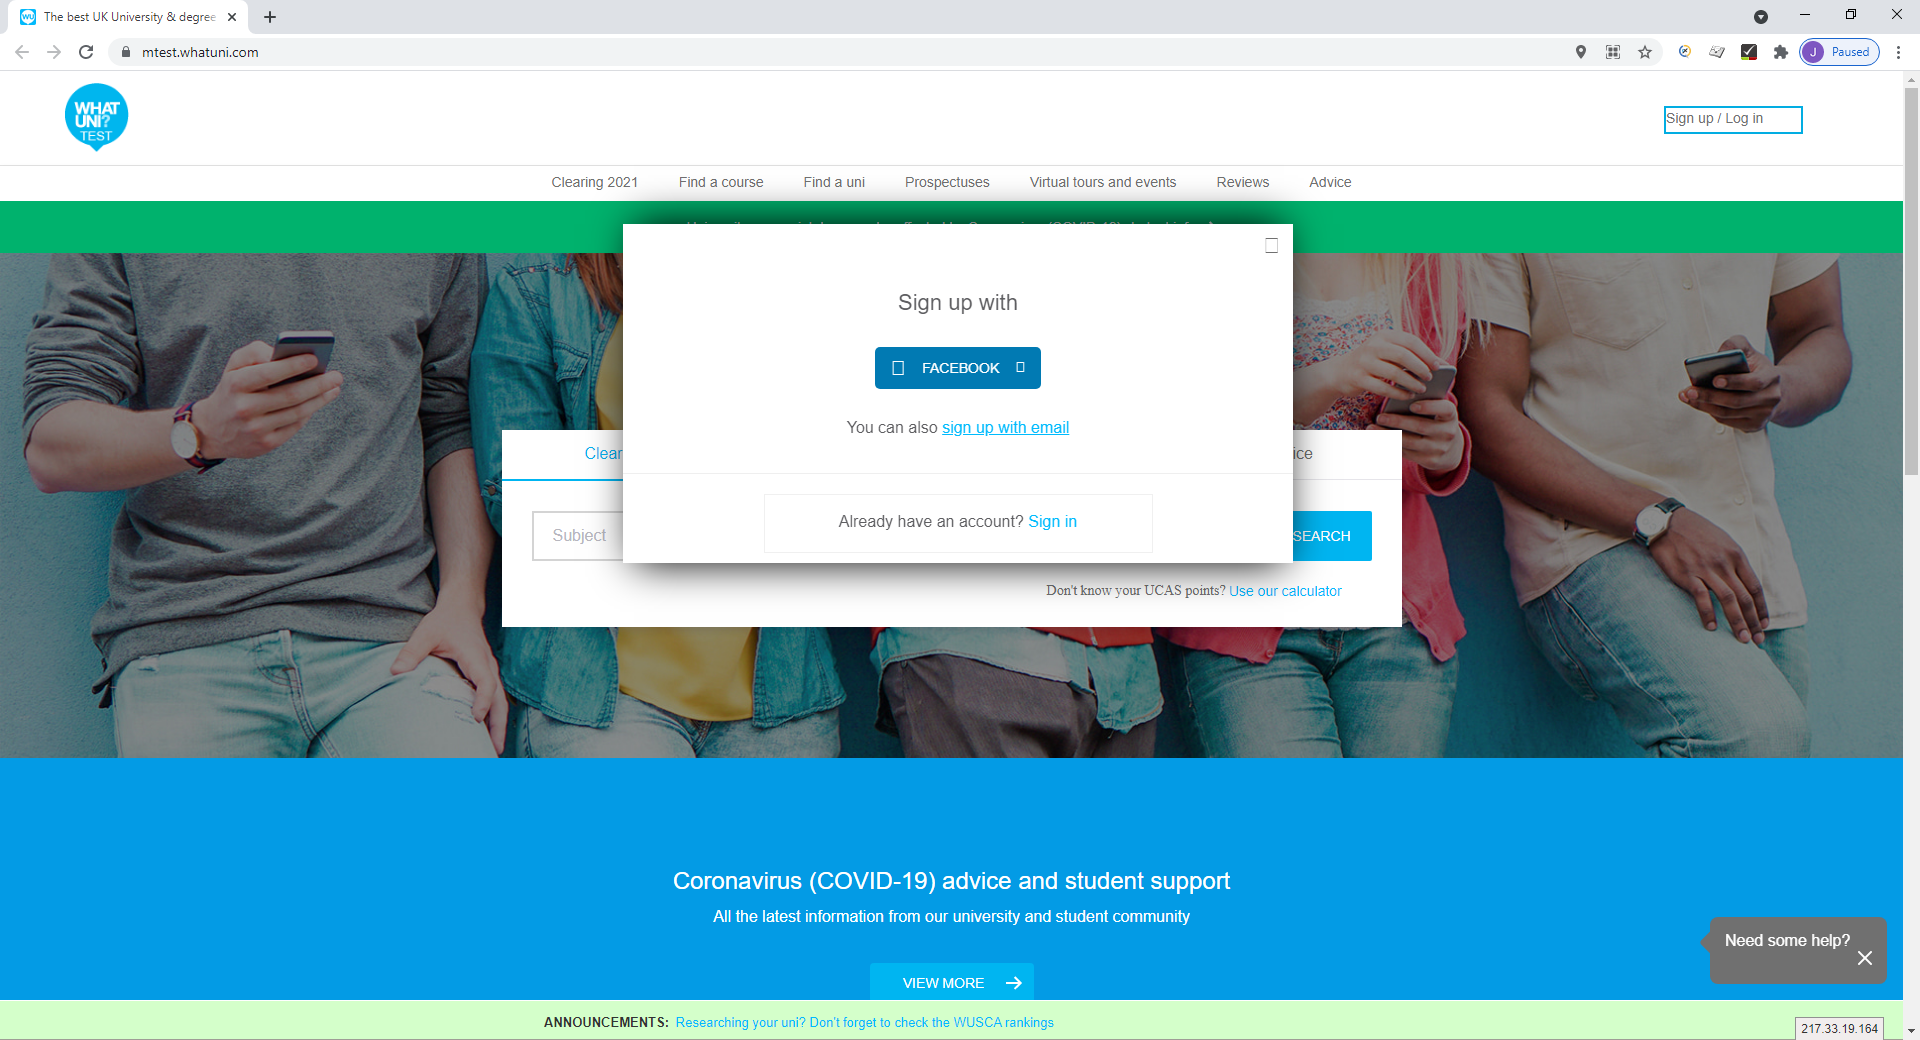 The best UK University & degree
mtest.whatuni.com
J Paused
WHAT
UNI?
TEST
Sign up / Log in
Clearing 2021 Find a course Find a uni Prospectuses Virtual tours and events Reviews Advice
Sign up with
FACEBOOK
You can also sign up with email
Clear
ice
Already have an account? Sign in
Subject
SEARCH
Don't know your UCAS points? Use our calculator
Coronavirus (COVID-19) advice and student support
All the latest information from our university and student community
Need some help?
VIEW MORE
ANNOUNCEMENTS: Researching your uni? Don't forget to check the WUSCA rankings
217.33.19.164